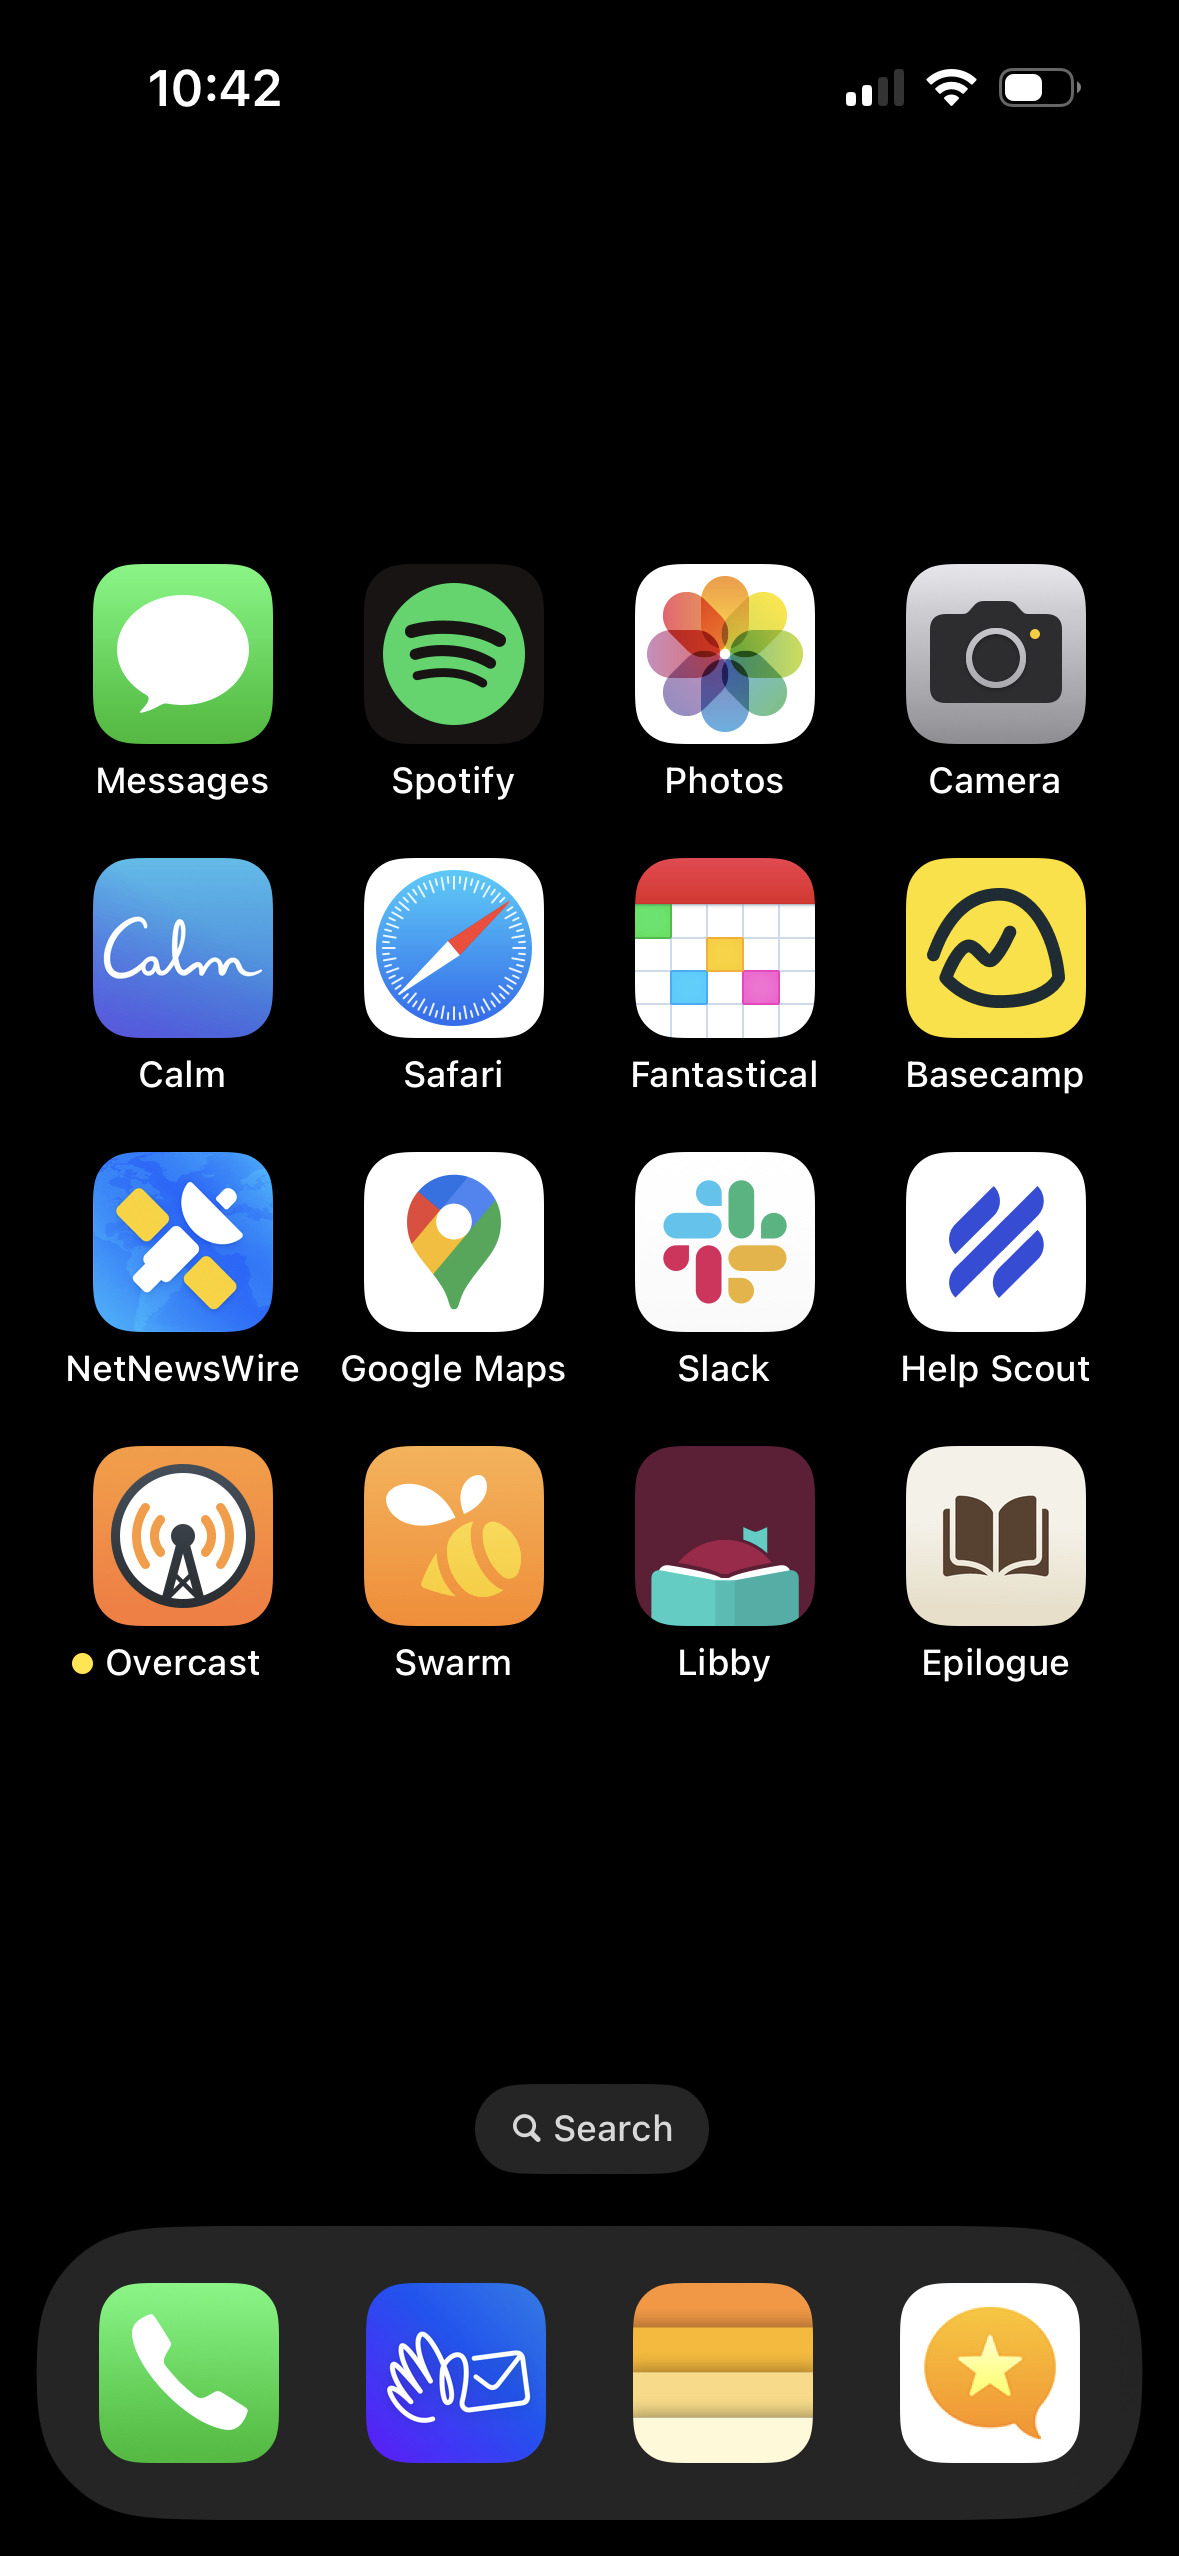 10:42
Messages
Spotify
Photos
Camera
Calm
Calm
Safari
Fantastical
Basecamp
NetNewsWire
Google Maps
Slack
Help Scout
Overcast
Swarm
Libby
Epilogue
Search